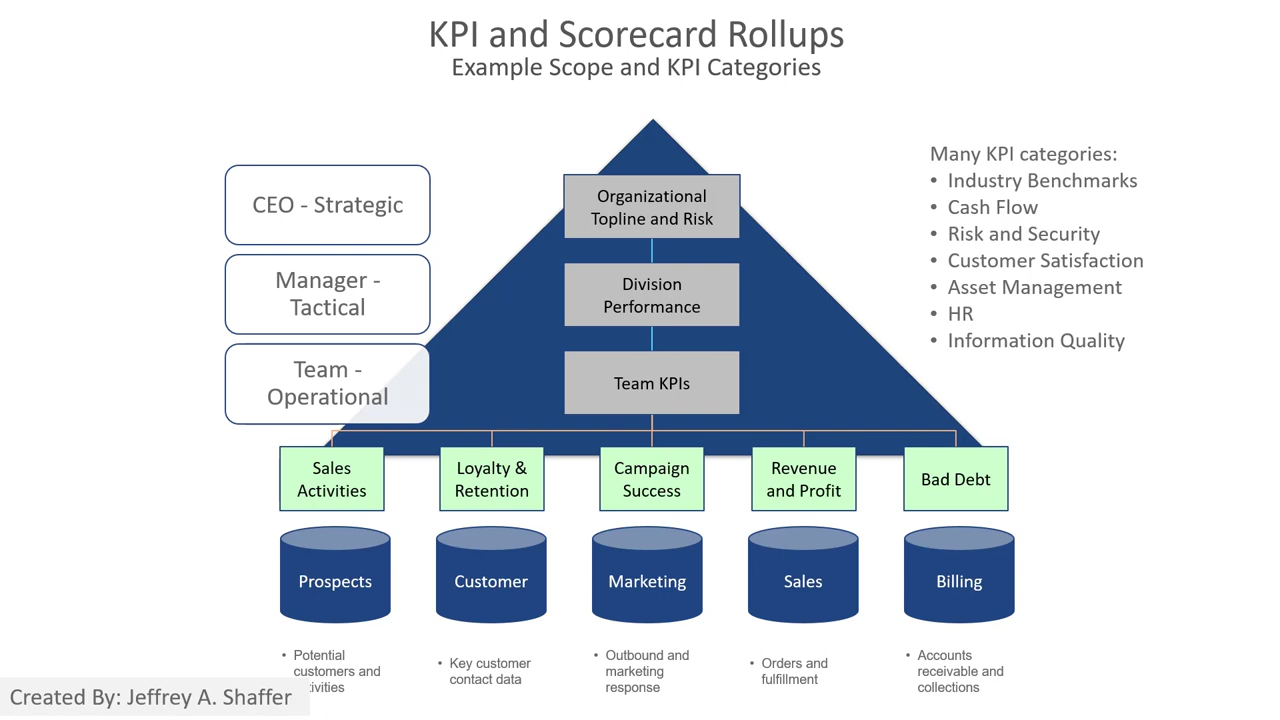 KPI and Scorecard Rollups
Example Scope and KPI Categories
CEO - Strategic
Manager -
Tactical
Team -
Operational
Organizational
Topline and Risk
Division
Performance
Team KPIs
Many KPI categories:
• Industry Benchmarks
• Cash Flow
• Risk and Security
• Customer Satisfaction
• Asset Management
• HR
• Information Quality
Sales
Activities
Loyalty &
Retention
Campaign
Success
Revenue
and Profit
Bad Debt
Prospects
Customer
Marketing
Sales
Billing
• Potential
customers and
tivities
• Key customer
contact data
• Outbound and
marketing
response
• Orders and
fulfillment
• Accounts
receivable and
collections
Created By: Jeffrey A. Shaffer